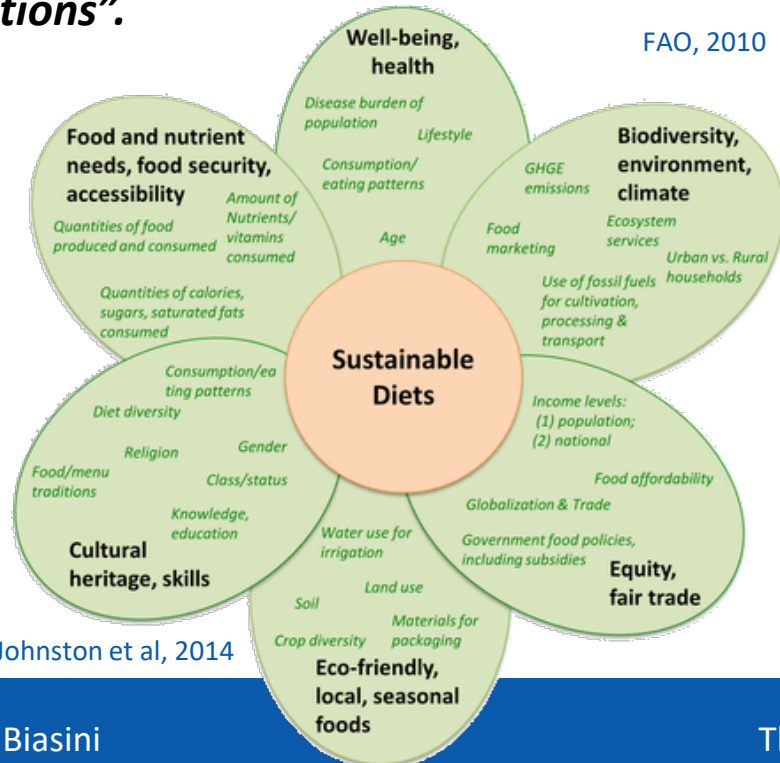 tions”.
FAO, 2010
Well-being,
health
Disease burden of
population
Lifestyle
Consumption/
eating patterns
Age
Food and nutrient
needs, food security,
accessibility
Amount of
Nutrients/
vitamins
consumed
Quantities of food
produced and consumed
Quantities of calories,
sugars, saturated fats
consumed
Biodiversity,
environment,
climate
GHGE
emissions
Food
marketing
Ecosystem
services
Urban vs. Rural
households
Use of fossil fuels
for cultivation,
processing &
transport
Sustainable
Diets
Consumption/ea
ting patterns
Diet diversity
Religion
Gender
Food/menu
traditions
Class/status
Knowledge,
education
Cultural
heritage, skills
Income levels:
(1) population;
(2) national
Food affordability
Globalization & Trade
Government food policies,
including subsidies
Equity,
fair trade
Water use for
irrigation
Land use
Soil
Materials for
packaging
Crop diversity
Eco-friendly,
local, seasonal
foods
Johnston et al, 2014
Biasini